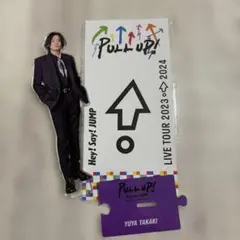 PULL UP!
Hey! Say! JUMP
LIVE TOUR 2023 2024
PULL UP!
YUYA TAKAKI